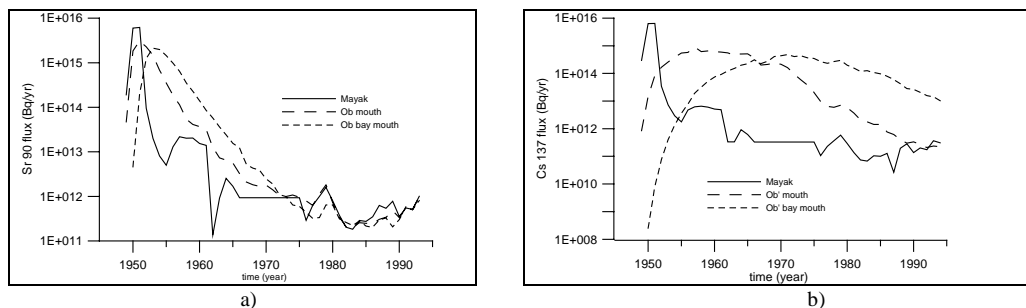 Sr 90 flux (Bq/yr)
1E+016
1E+015
1E+014
1E+013
1E+012
1E+011
Mayak
Ob mouth
Ob bay mouth
1950
1960
1970
1980
1990
time (year)
a)
Cs 137 flux (Bq/yr)
1E+016
1E+014
1E+012
1E+010
1E+008
Mayak
Ob' mouth
Ob' bay mouth
1950
1960
1970
1980
1990
time (year)
b)